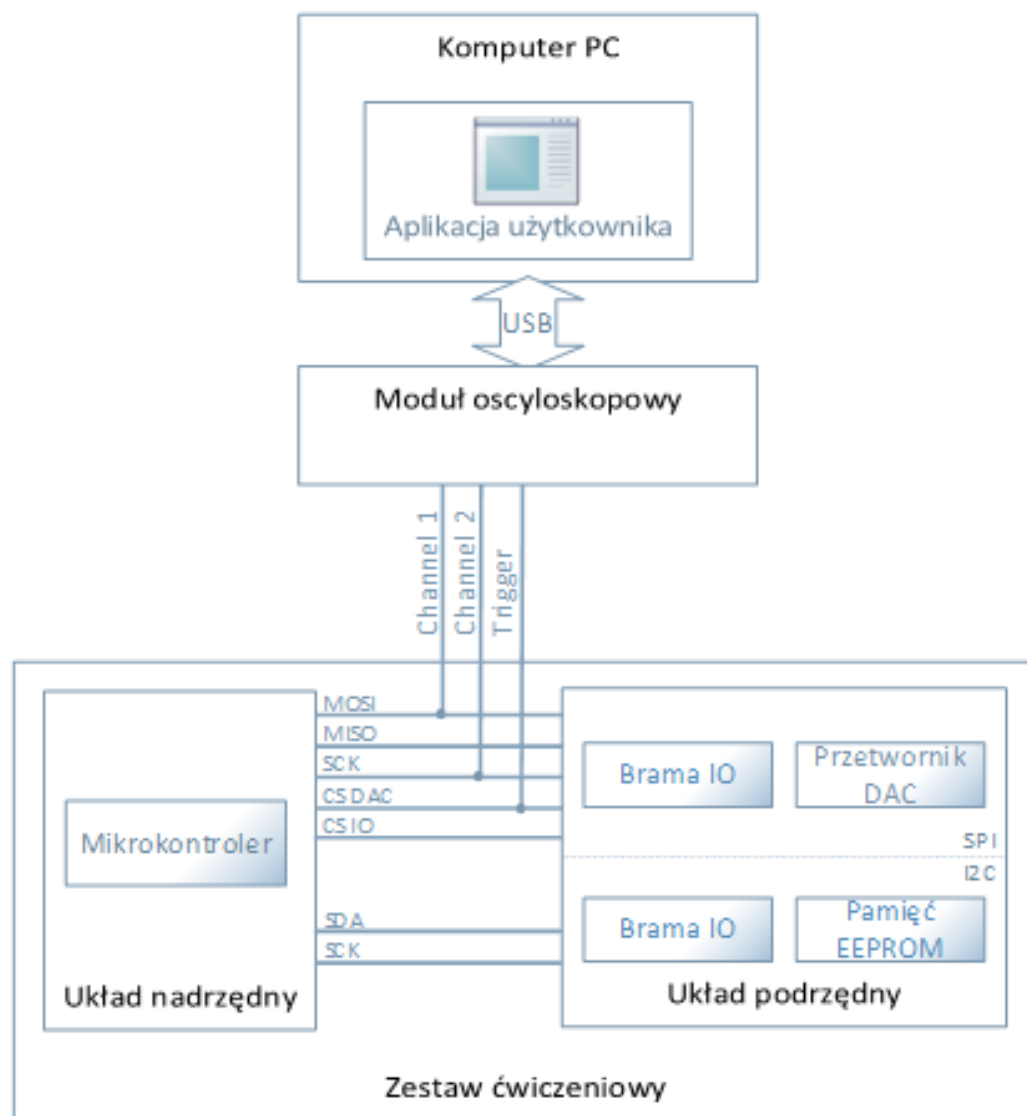 Komputer PC
Aplikacja użytkownika
USB
Moduł oscyloskopowy
Channel 1
Channel 2
Trigger
MOSI
MISO
SCK
CS DAC
CS IO
SDA
SCK
Mikrokontroler
Układ nadrzędny
Brama IO
Przetwornik
DAC
SPI
I2C
Brama IO
Pamięć
EEPROM
Układ podrzędny
Zestaw ćwiczeniowy